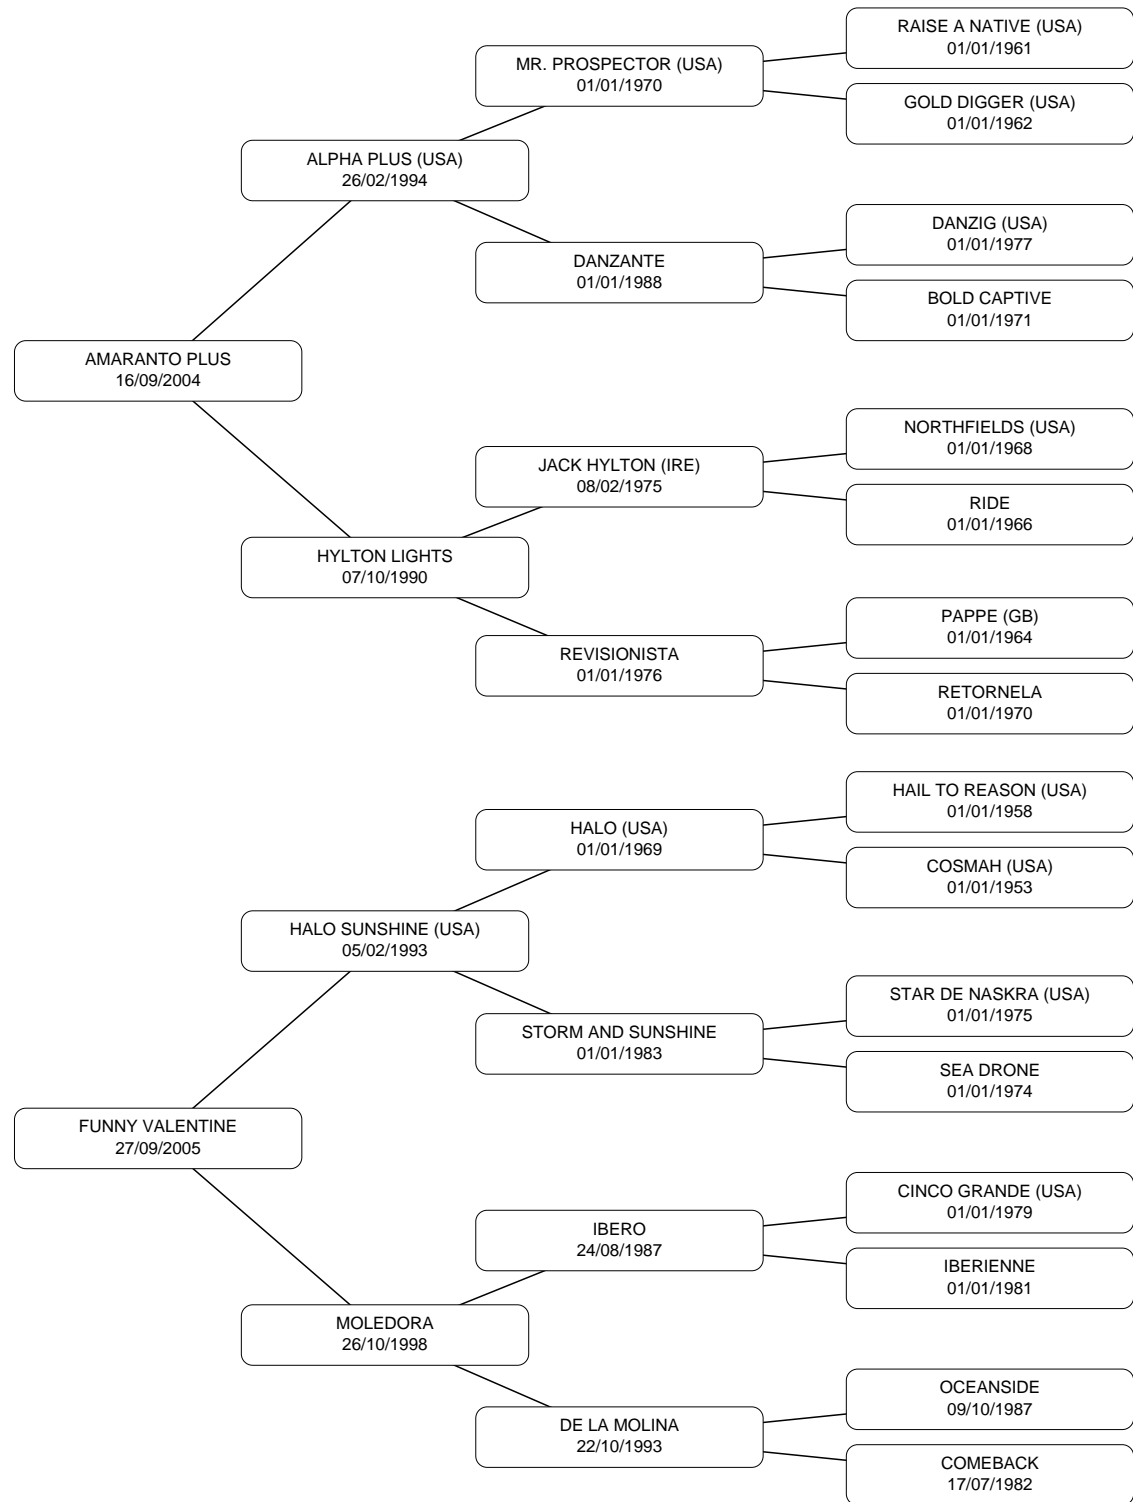 RAISE A NATIVE (USA)
01/01/1961
MR. PROSPECTOR (USA)
01/01/1970
GOLD DIGGER (USA)
01/01/1962
ALPHA PLUS (USA)
26/02/1994
DANZIG (USA)
01/01/1977
DANZANTE
01/01/1988
BOLD CAPTIVE
01/01/1971
AMARANTO PLUS
16/09/2004
NORTHFIELDS (USA)
01/01/1968
JACK HYLTON (IRE)
08/02/1975
RIDE
01/01/1966
HYLTON LIGHTS
07/10/1990
PAPPE (GB)
01/01/1964
REVISIONISTA
01/01/1976
RETORNELA
01/01/1970
HAIL TO REASON (USA)
01/01/1958
HALO (USA)
01/01/1969
COSMAH (USA)
01/01/1953
HALO SUNSHINE (USA)
05/02/1993
STAR DE NASKRA (USA)
01/01/1975
STORM AND SUNSHINE
01/01/1983
SEA DRONE
01/01/1974
FUNNY VALENTINE
27/09/2005
CINCO GRANDE (USA)
01/01/1979
IBERO
24/08/1987
IBERIENNE
01/01/1981
MOLEDORA
26/10/1998
OCEANSIDE
09/10/1987
DE LA MOLINA
22/10/1993
COMEBACK
17/07/1982